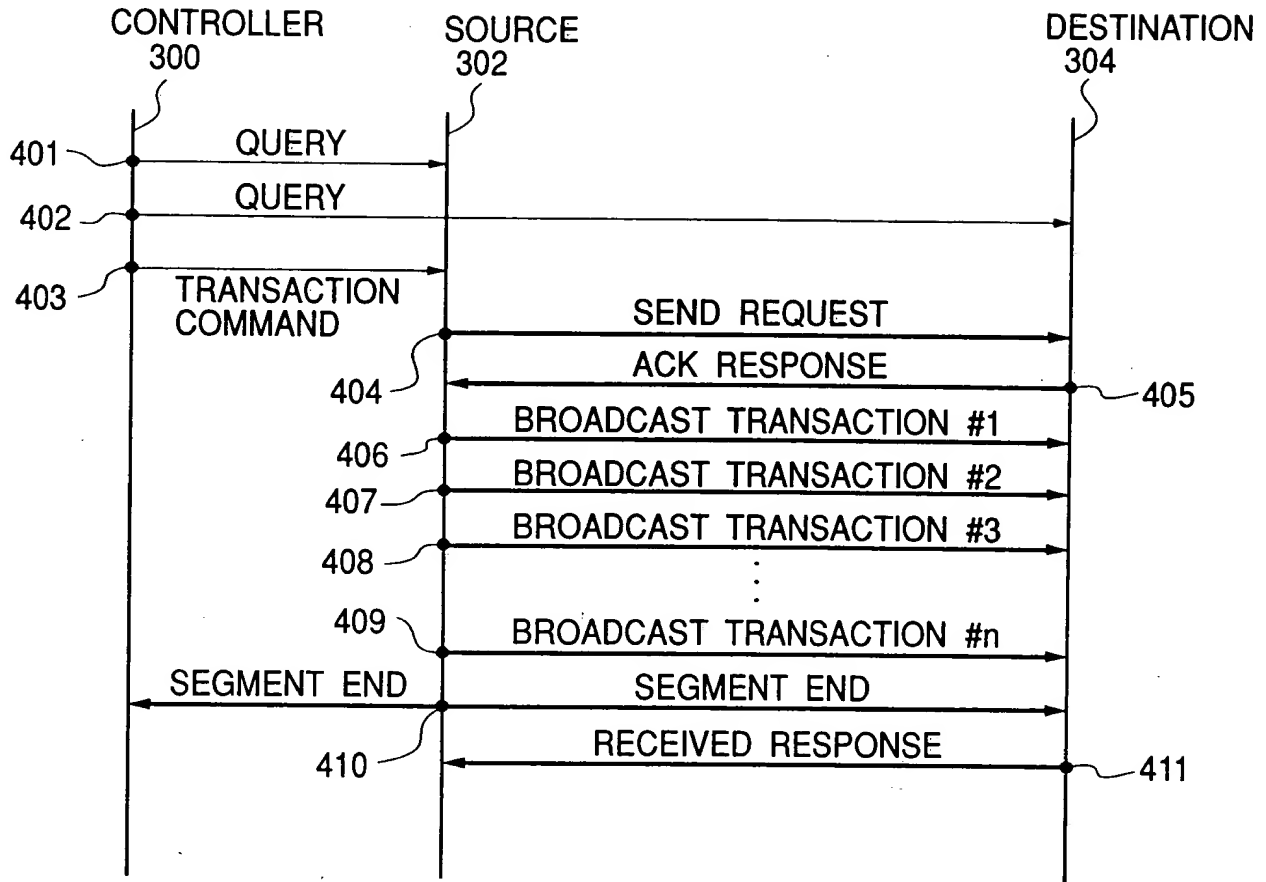 CONTROLLER
300
SOURCE
302
DESTINATION
304
401
QUERY
402
QUERY
403
TRANSACTION
COMMAND
SEND REQUEST
404
ACK RESPONSE
405
BROADCAST TRANSACTION #1
406
BROADCAST TRANSACTION #2
407
BROADCAST TRANSACTION #3
408
409
BROADCAST TRANSACTION #n
SEGMENT END
SEGMENT END
410
RECEIVED RESPONSE
411